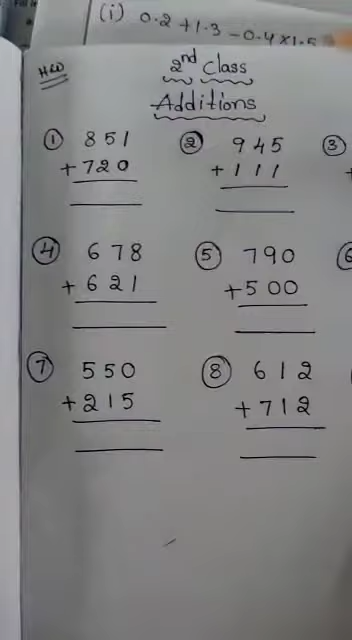 (i) 0.2 + 1.3 - 0.4 × 1.5
HW
2nd Class
Additions
① 851 ② 945 ③
+720 +111 +
④ 678 ⑤ 790 ⑥
+621 +500
⑦ 550 ⑧ 612
+215 +712